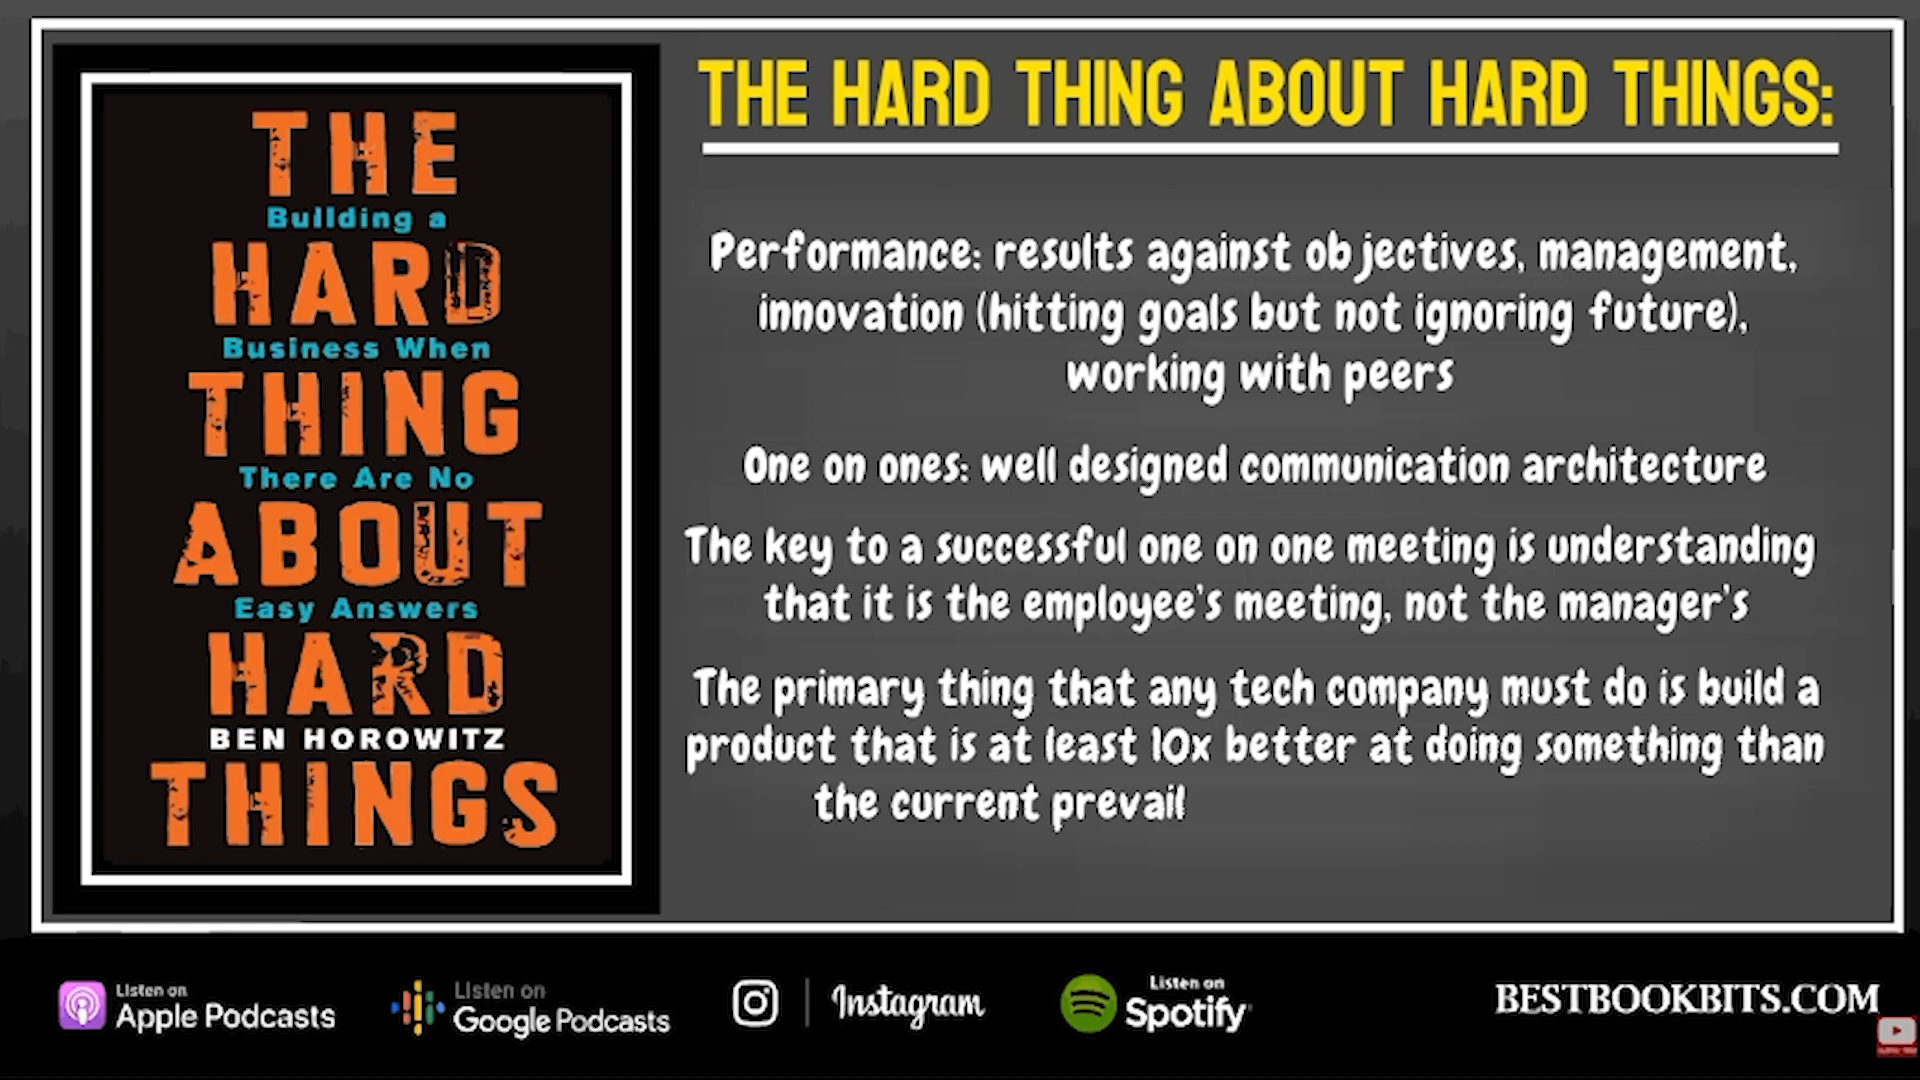 THE
Building a
HARD
Business When
THING
There Are No
ABOUT
Easy Answers
HARD
BEN HOROWITZ
THINGS
THE HARD THING ABOUT HARD THINGS:
Performance: results against objectives, management,
innovation (hitting goals but not ignoring future),
working with peers
One on ones: well designed communication architecture
The key to a successful one on one meeting is understanding
that it is the employee's meeting, not the manager's
The primary thing that any tech company must do is build a
product that is at least 10x better at doing something than
the current prevail
Listen on
Apple Podcasts
Listen on
Google Podcasts
Instagram
Listen on
Spotify
BESTBOOKBITS.COM